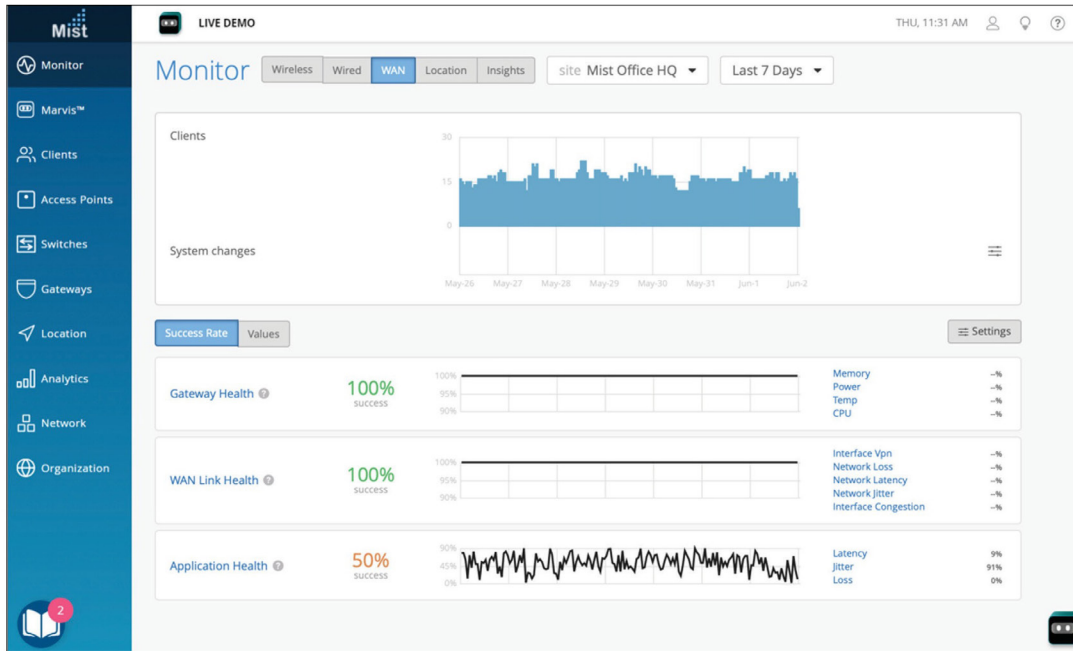 Mist
LIVE DEMO
THU, 11:31 AM
?
Monitor
Marvis™
Clients
Access Points
Switches
Gateways
Location
Analytics
Network
Organization
2
Monitor
Wireless Wired WAN Location Insights
site Mist Office HQ
Last 7 Days
Clients
30
15
0
System changes
May-26 May-27 May-28 May-29 May-30 May-31 Jun-1 Jun-2
Success Rate Values
Settings
Gateway Health ?
100%
success
100%
95%
90%
Memory --%
Power --%
Temp --%
CPU --%
WAN Link Health ?
100%
success
100%
95%
90%
Interface Vpn --%
Network Loss --%
Network Latency --%
Network Jitter --%
Interface Congestion --%
Application Health ?
50%
success
90%
45%
0%
Latency 9%
Jitter 91%
Loss 0%